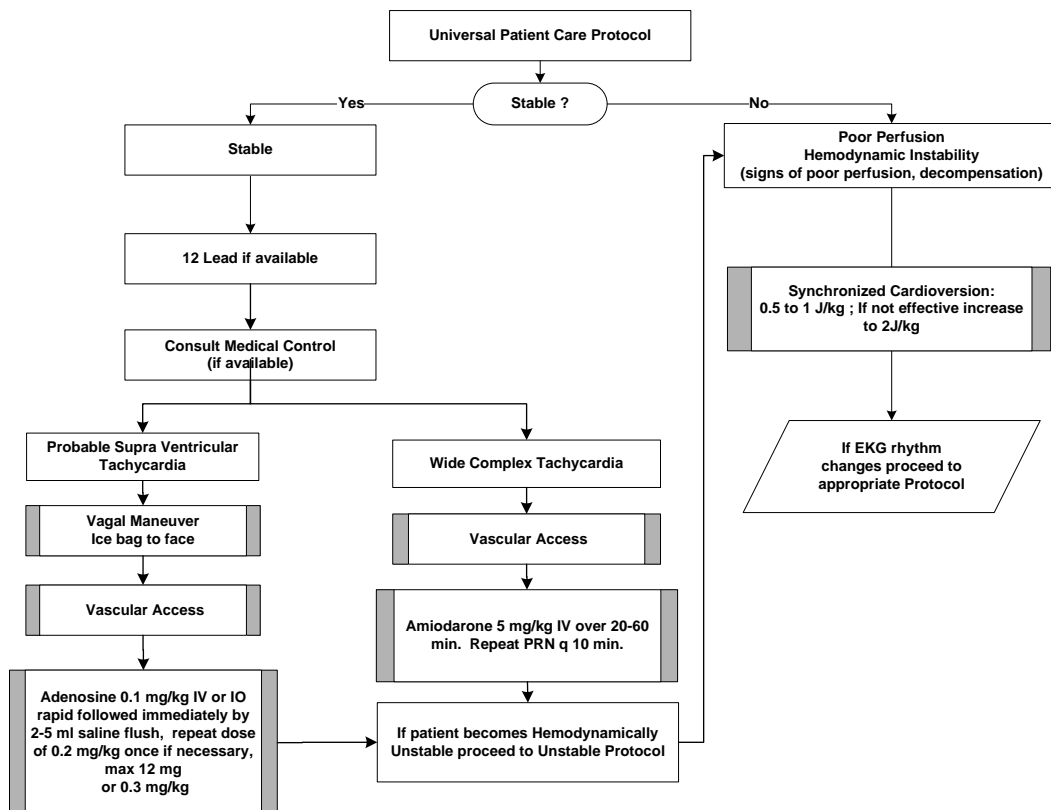 Universal Patient Care Protocol
Stable ?
Yes
No
Stable
12 Lead if available
Consult Medical Control
(if available)
Probable Supra Ventricular
Tachycardia
Vagal Maneuver
Ice bag to face
Vascular Access
Adenosine 0.1 mg/kg IV or IO
rapid followed immediately by
2-5 ml saline flush, repeat dose
of 0.2 mg/kg once if necessary,
max 12 mg
or 0.3 mg/kg
Wide Complex Tachycardia
Vascular Access
Amiodarone 5 mg/kg IV over 20-60
min. Repeat PRN q 10 min.
If patient becomes Hemodynamically
Unstable proceed to Unstable Protocol
Poor Perfusion
Hemodynamic Instability
(signs of poor perfusion, decompensation)
Synchronized Cardioversion:
0.5 to 1 J/kg ; If not effective increase
to 2J/kg
If EKG rhythm
changes proceed to
appropriate Protocol